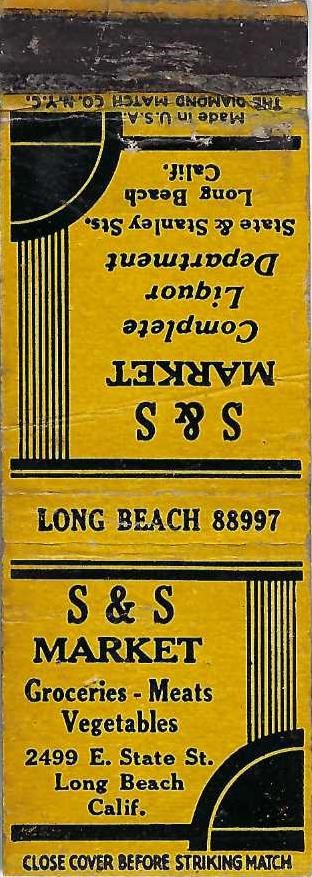 Made in U.S.A.
THE DIAMOND MATCH CO. N.Y.C.
S & S
MARKET
Complete
Liquor
Department
State & Stanley Sts.
Long Beach
Calif.
LONG BEACH 88997
S & S
MARKET
Groceries - Meats
Vegetables
2499 E. State St.
Long Beach
Calif.
CLOSE COVER BEFORE STRIKING MATCH